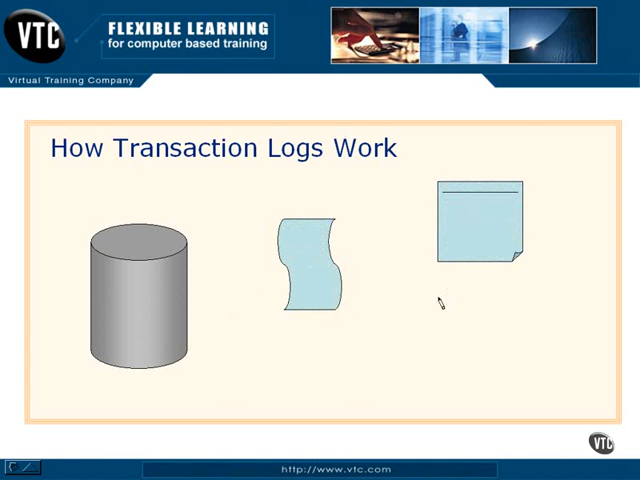 VTC
FLEXIBLE LEARNING
for computer based training
Virtual Training Company
How Transaction Logs Work
VTC
http://www.vtc.com